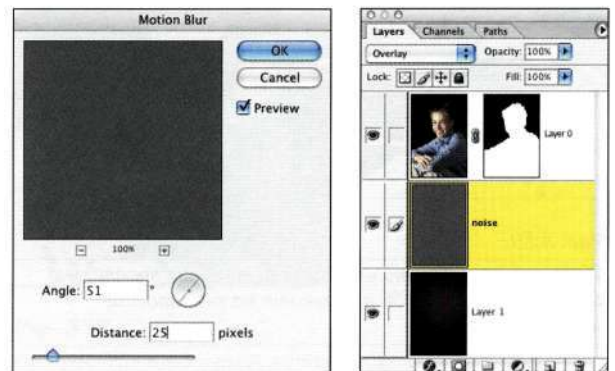 Motion Blur
OK
Cancel
Preview
100%
Angle: 51 °
Distance: 25 pixels
Layers Channels Paths
Overlay Opacity: 100%
Lock: Fill: 100%
Layer 0
noise
Layer 1